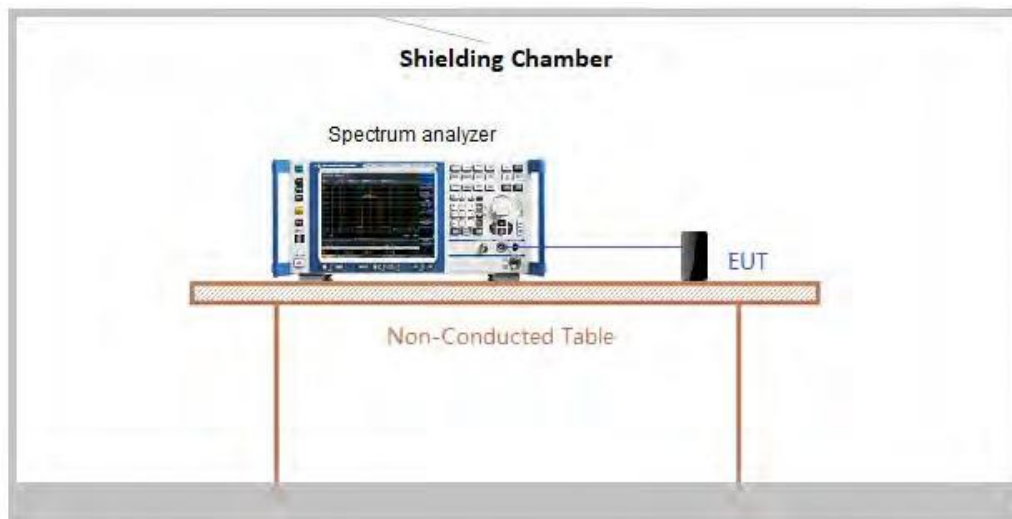 Shielding Chamber
Spectrum analyzer
EUT
Non-Conducted Table